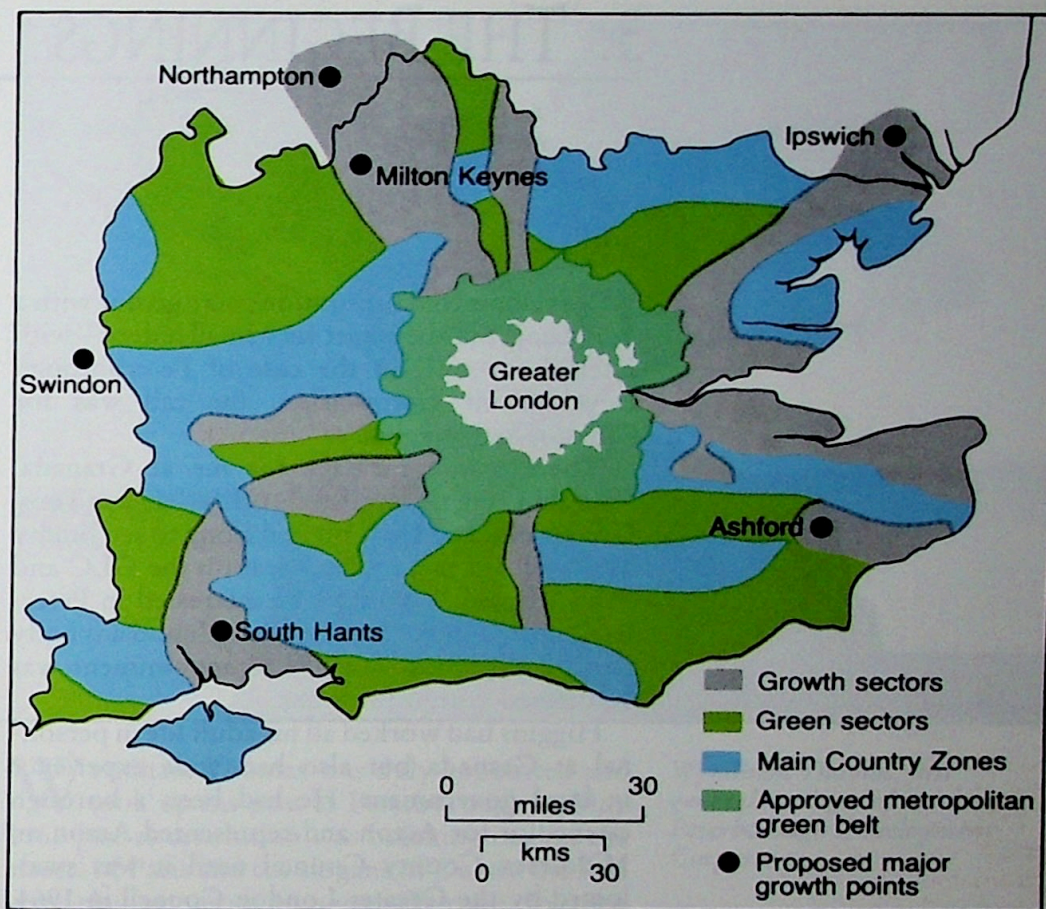 Northampton
Ipswich
Milton Keynes
Swindon
Greater
London
Ashford
South Hants
Growth sectors
Green sectors
Main Country Zones
Approved metropolitan
green belt
Proposed major
growth points
0 30
miles
kms
0 30